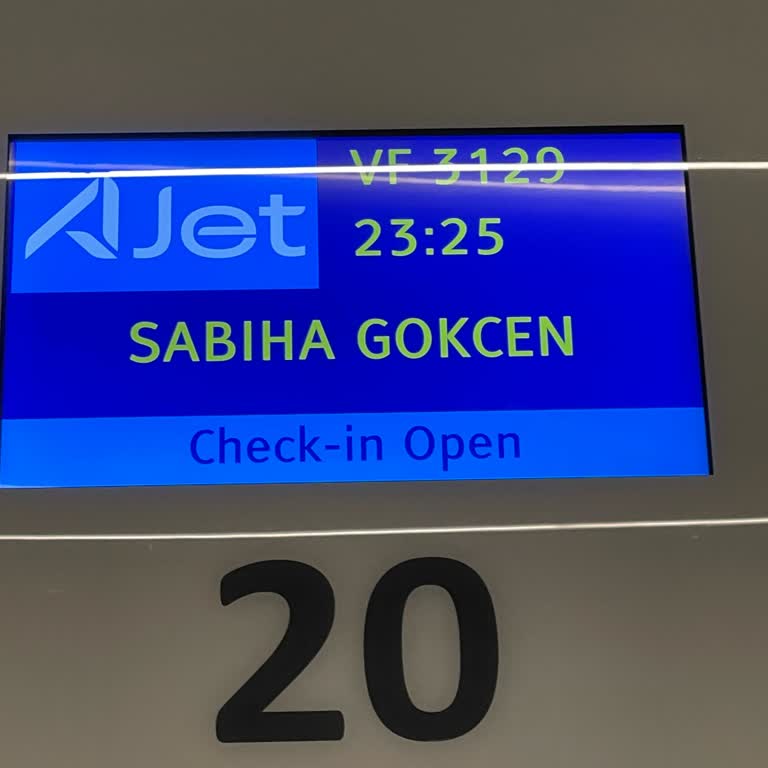 AJet
VF 3129
23:25
SABIHA GOKCEN
Check-in Open
20